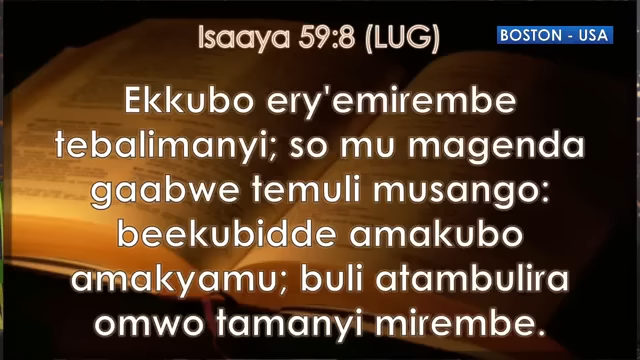 Isaaya 59:8 (LUG)
BOSTON - USA
Ekkubo ery'emirembe
tebalimanyi; so mu magenda
gaabwe temuli musango:
beekubidde amakubo
amakyamu; buli atambulira
omwo tamanyi mirembe.